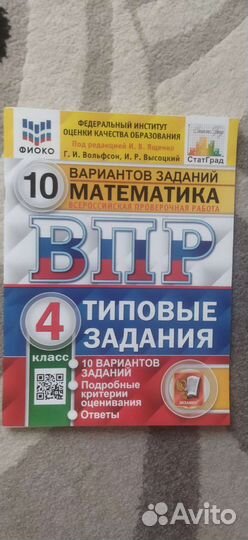 ФЕДЕРАЛЬНЫЙ ИНСТИТУТ
ОЦЕНКИ КАЧЕСТВА ОБРАЗОВАНИЯ
ФИОКО
Под редакцией И. В. Ященко
Г. И. Вольфсон, И. Р. Высоцкий
СтатГрад
10 ВАРИАНТОВ ЗАДАНИЙ
МАТЕМАТИКА
ВСЕРОССИЙСКАЯ ПРОВЕРОЧНАЯ РАБОТА
ВПР
4
КЛАСС
ТИПОВЫЕ
ЗАДАНИЯ
• 10 ВАРИАНТОВ
ЗАДАНИЙ
• Подробные
критерии
оценивания
• Ответы
ЭКЗАМЕН
Avito